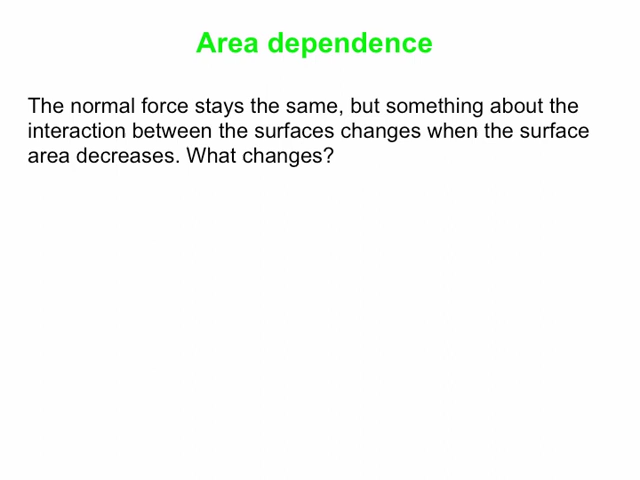 Area dependence
The normal force stays the same, but something about the
interaction between the surfaces changes when the surface
area decreases. What changes?